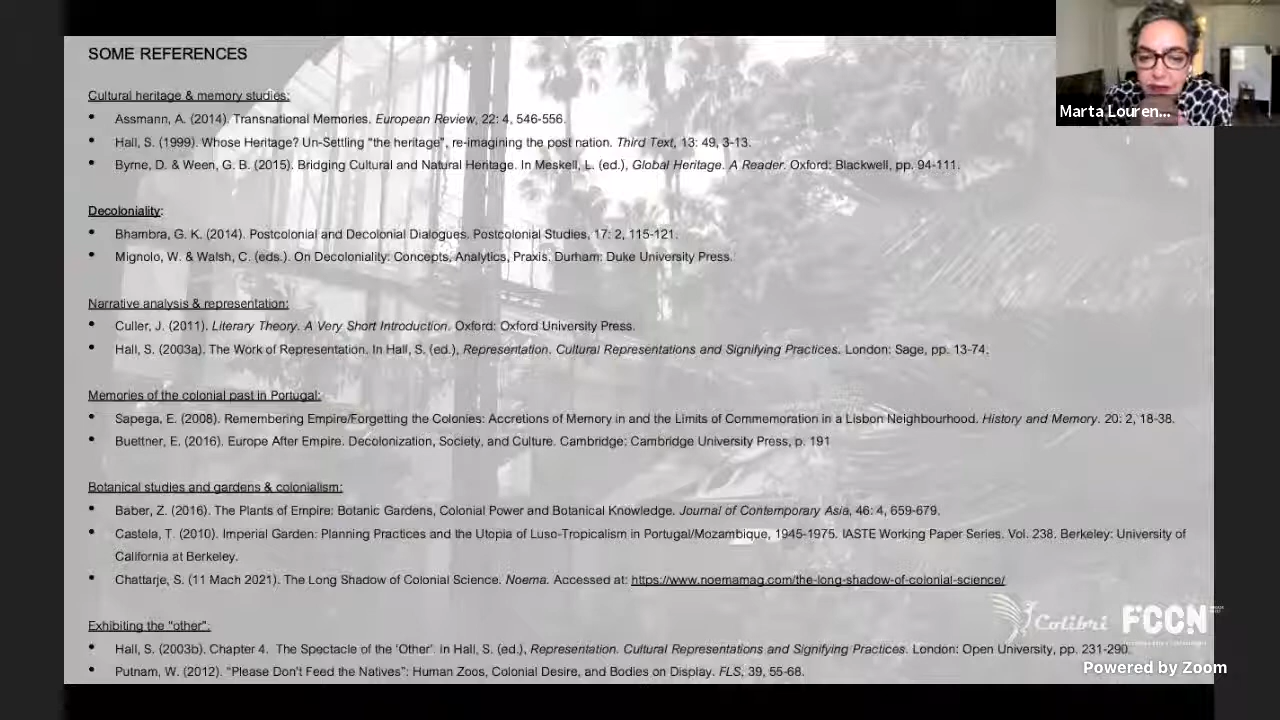 SOME REFERENCES
Marta Louren...
Cultural heritage & memory studies:
• Assmann, A. (2014). Transnational Memories. European Review, 22: 4, 546-556.
• Hall, S. (1999). Whose Heritage? Un-Settling "the heritage", re-imagining the post nation. Third Text, 13: 49, 3-13.
• Byrne, D. & Ween, G. B. (2015). Bridging Cultural and Natural Heritage. In Meskell, L. (ed.), Global Heritage. A Reader. Oxford: Blackwell, pp. 94-111.
Decoloniality:
• Bhambra, G. K. (2014). Postcolonial and Decolonial Dialogues. Postcolonial Studies, 17: 2, 115-121.
• Mignolo, W. & Walsh, C. (eds.). On Decoloniality: Concepts, Analytics, Praxis. Durham: Duke University Press.
Narrative analysis & representation:
• Culler, J. (2011). Literary Theory. A Very Short Introduction. Oxford: Oxford University Press.
• Hall, S. (2003a). The Work of Representation. In Hall, S. (ed.), Representation. Cultural Representations and Signifying Practices. London: Sage, pp. 13-74.
Memories of the colonial past in Portugal:
• Sapega, E. (2008). Remembering Empire/Forgetting the Colonies: Accretions of Memory in and the Limits of Commemoration in a Lisbon Neighbourhood. History and Memory. 20: 2, 18-38.
• Buettner, E. (2016). Europe After Empire. Decolonization, Society, and Culture. Cambridge: Cambridge University Press, p. 191
Botanical studies and gardens & colonialism:
• Baber, Z. (2016). The Plants of Empire: Botanic Gardens, Colonial Power and Botanical Knowledge. Journal of Contemporary Asia, 46: 4, 659-679.
• Castela, T. (2010). Imperial Garden: Planning Practices and the Utopia of Luso-Tropicalism in Portugal/Mozambique, 1945-1975. IASTE Working Paper Series. Vol. 238. Berkeley: University of
California at Berkeley.
• Chattarje, S. (11 Mach 2021). The Long Shadow of Colonial Science. Noema. Accessed at: https://www.noemamag.com/the-long-shadow-of-colonial-science/
Exhibiting the "other":
• Hall, S. (2003b). Chapter 4. The Spectacle of the 'Other'. In Hall, S. (ed.), Representation. Cultural Representations and Signifying Practices. London: Open University, pp. 231-290.
• Putnam, W. (2012). "Please Don't Feed the Natives": Human Zoos, Colonial Desire, and Bodies on Display. FLS, 39, 55-68.
Colibri FCCN
Powered by Zoom